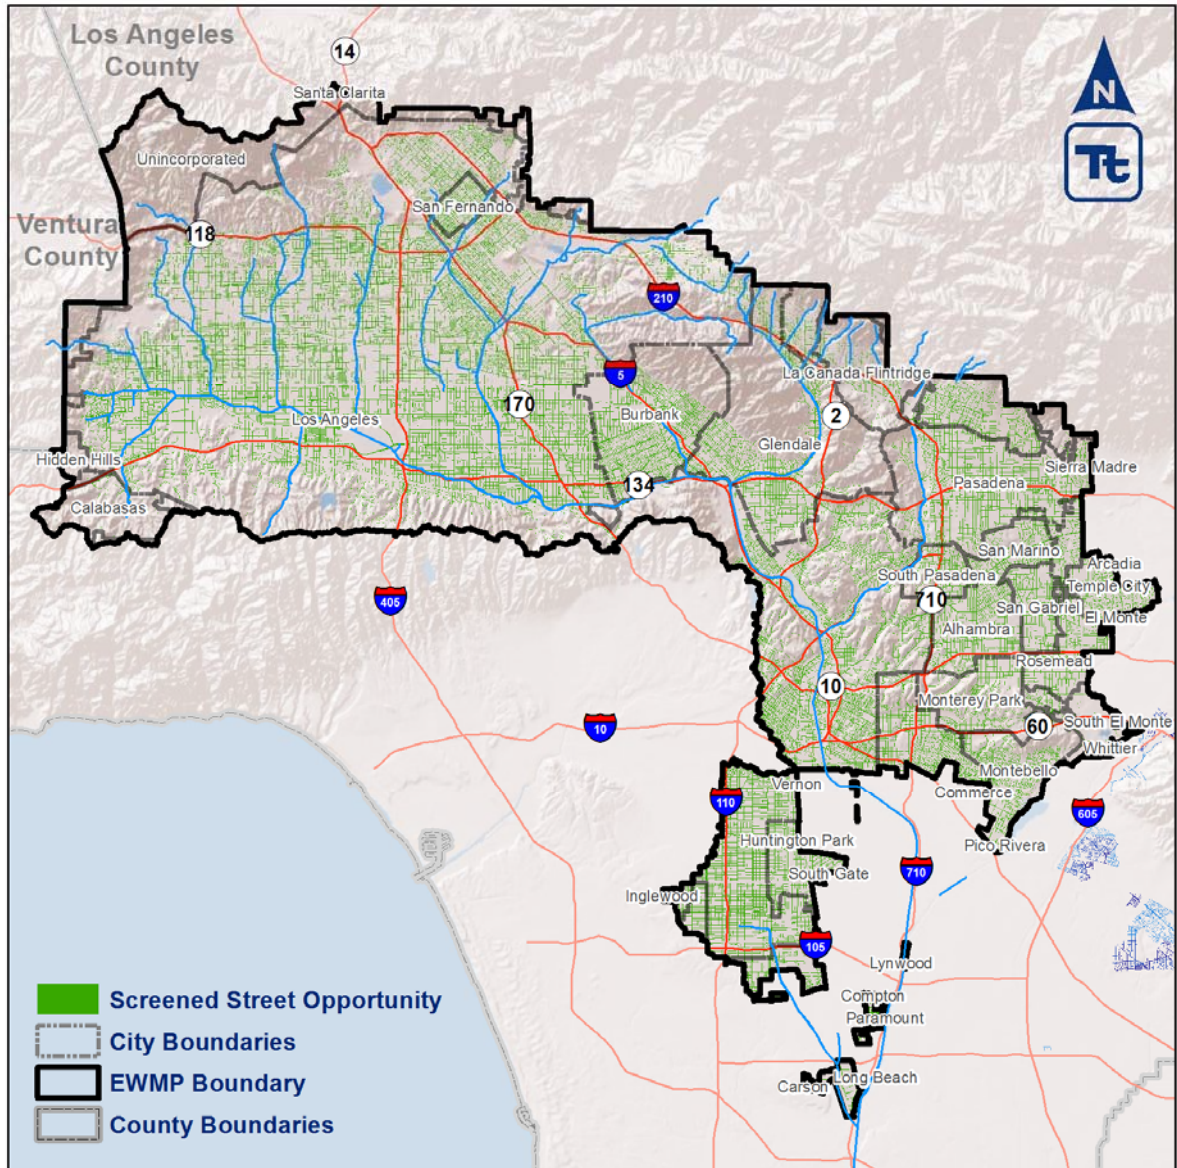 Los Angeles
County
14
Santa Clarita
N
Tt
Unincorporated
San Fernando
Ventura
County
118
210
5
La Canada Flintridge
170
Burbank
2
Los Angeles
Glendale
Hidden Hills
Sierra Madre
134
Pasadena
Calabasas
San Marino
Arcadia
South Pasadena
Temple City
405
710
San Gabriel
El Monte
Alhambra
Rosemead
10
Monterey Park
10
60
South El Monte
Whittier
Montebello
Vernon
Commerce
110
605
Huntington Park
Pico Rivera
South Gate
710
Inglewood
105
Lynwood
Compton
Paramount
Long Beach
Carson
Screened Street Opportunity
City Boundaries
EWMP Boundary
County Boundaries